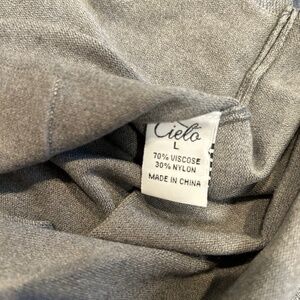 Cielo
L
70% VISCOSE
30% NYLON
MADE IN CHINA